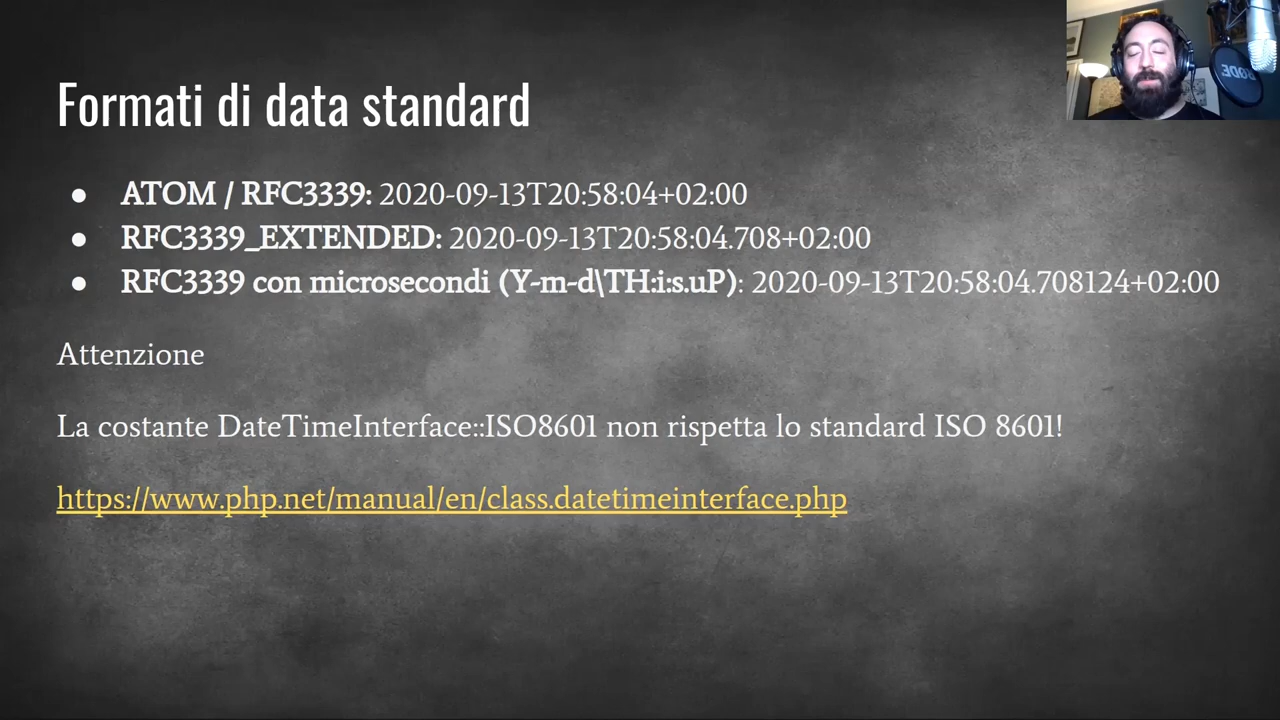 Formati di data standard
● ATOM / RFC3339: 2020-09-13T20:58:04+02:00
● RFC3339_EXTENDED: 2020-09-13T20:58:04.708+02:00
● RFC3339 con microsecondi (Y-m-d\TH:i:s.uP): 2020-09-13T20:58:04.708124+02:00
Attenzione
La costante DateTimeInterface::ISO8601 non rispetta lo standard ISO 8601!
https://www.php.net/manual/en/class.datetimeinterface.php
RØDE